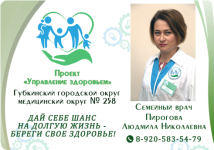 Проект
«Управление здоровьем»
Губкинский городской округ
медицинский округ № 258
ДАЙ СЕБЕ ШАНС
НА ДОЛГУЮ ЖИЗНЬ -
БЕРЕГИ СВОЕ ЗДОРОВЬЕ!
Семейный врач
Пирогова
Людмила Николаевна
8-920-583-54-79